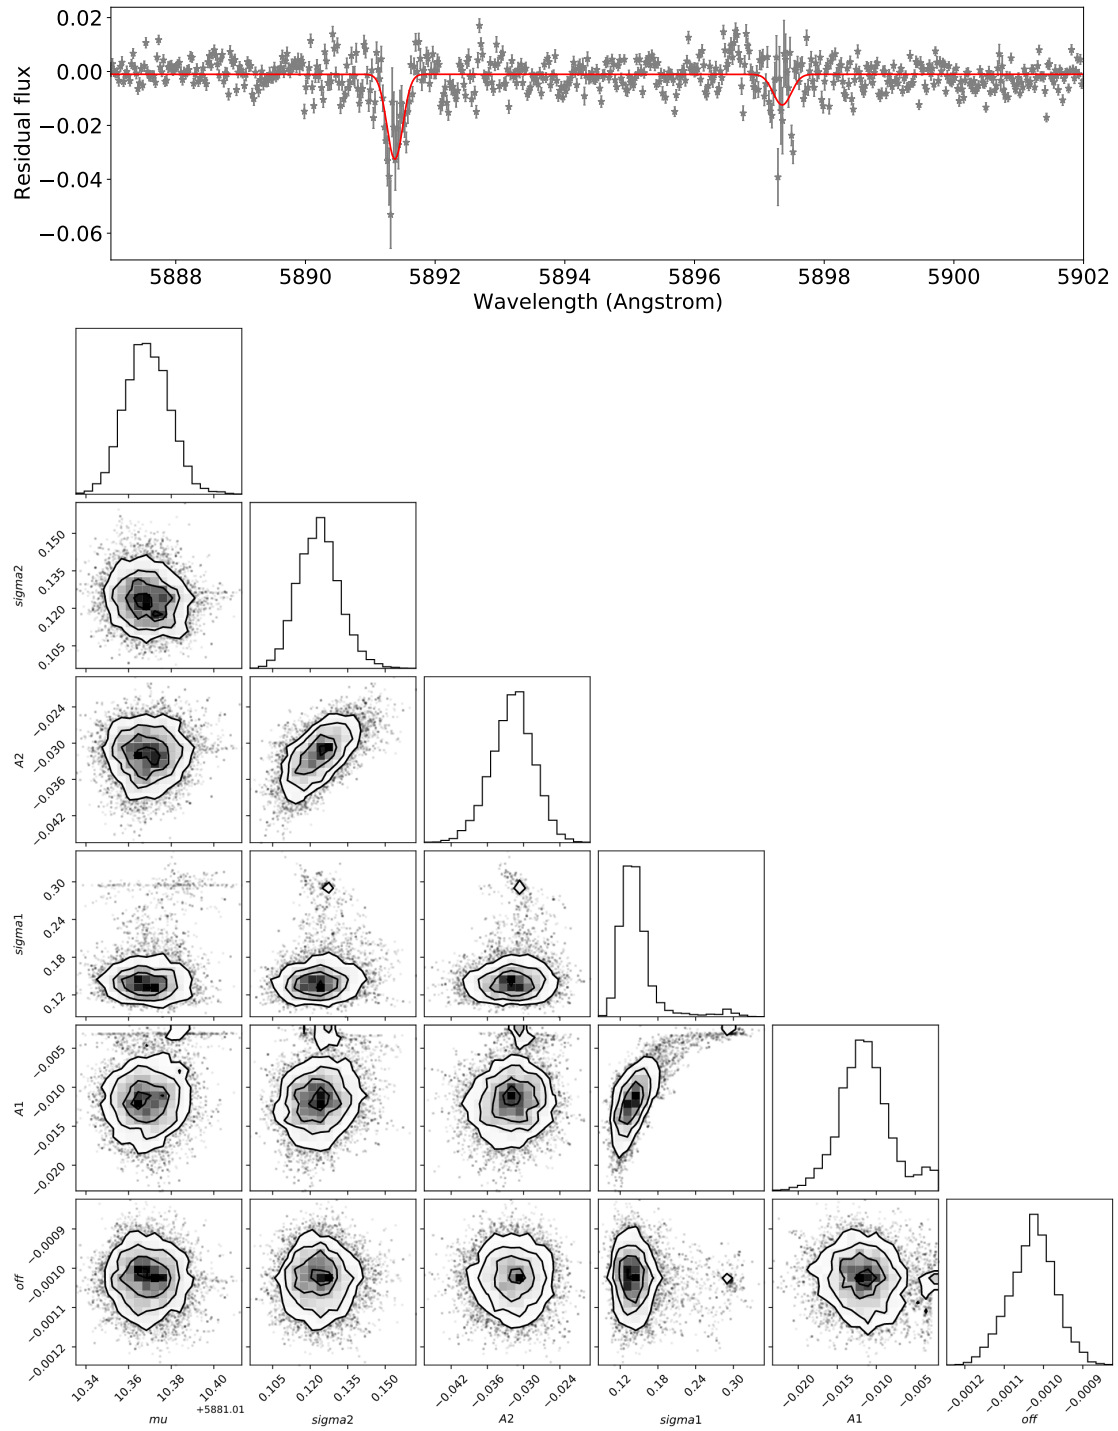 0.02
0.00
−0.02
−0.04
−0.06
Residual flux
5888 5890 5892 5894 5896 5898 5900 5902
Wavelength (Angstrom)
0.150
0.135
0.120
0.105
sigma2
−0.024
−0.030
−0.036
−0.042
A2
0.30
0.24
0.18
0.12
sigma1
−0.005
−0.010
−0.015
−0.020
A1
−0.0009
−0.0010
−0.0011
−0.0012
off
10.34 10.36 10.38 10.40 0.105 0.120 0.135 0.150 −0.042 −0.036 −0.030 −0.024 0.12 0.18 0.24 0.30 −0.020 −0.015 −0.010 −0.005 −0.0012 −0.0011 −0.0010 −0.0009
+5881.01
mu sigma2 A2 sigma1 A1 off